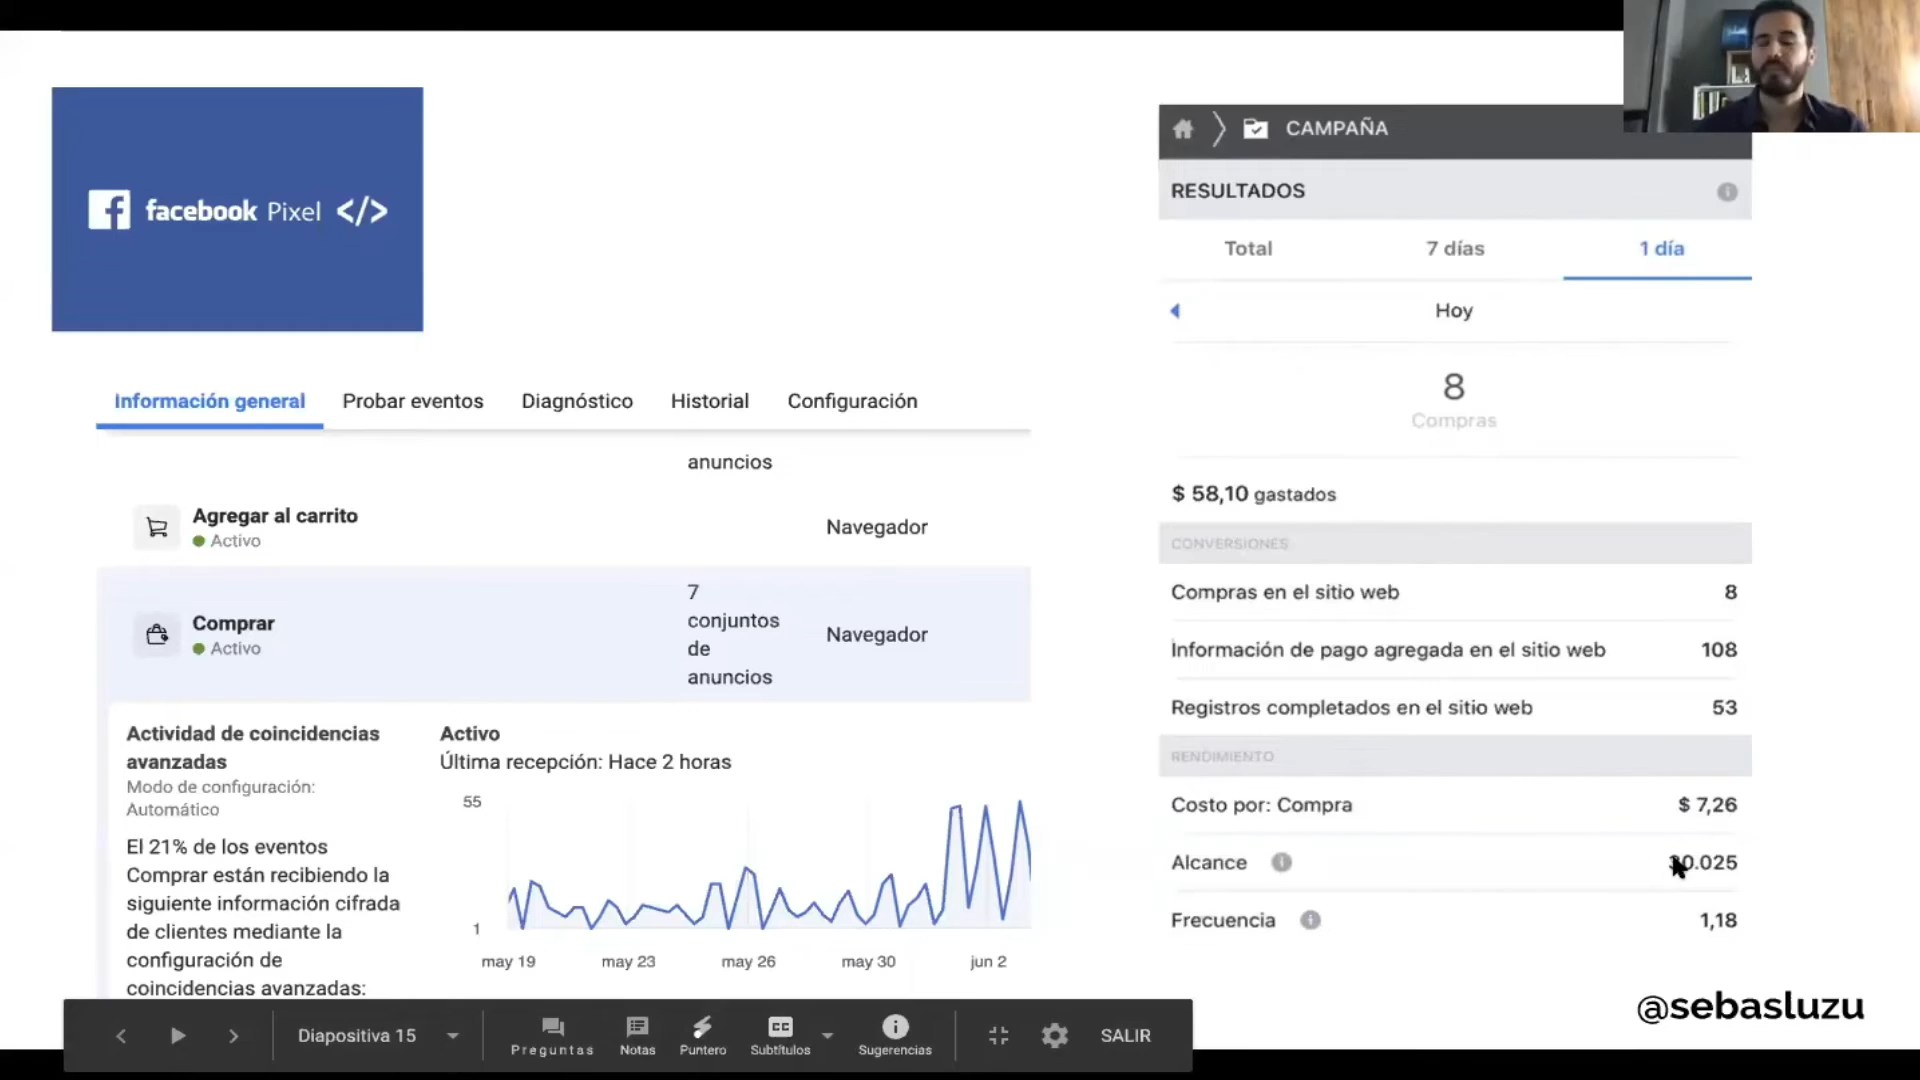 facebook Pixel </>
Información general
Probar eventos
Diagnóstico
Historial
Configuración
anuncios
Agregar al carrito
Activo
Navegador
Comprar
Activo
7
conjuntos
de
anuncios
Navegador
Actividad de coincidencias
avanzadas
Modo de configuración:
Automático
El 21% de los eventos
Comprar están recibiendo la
siguiente información cifrada
de clientes mediante la
configuración de
coincidencias avanzadas:
Activo
Última recepción: Hace 2 horas
55
1
may 19
may 23
may 26
may 30
jun 2
CAMPAÑA
RESULTADOS
Total
7 días
1 día
Hoy
8
Compras
$ 58,10 gastados
CONVERSIONES
Compras en el sitio web
8
Información de pago agregada en el sitio web
108
Registros completados en el sitio web
53
RENDIMIENTO
Costo por: Compra
$ 7,26
Alcance
Frecuencia
1,18
@sebasluzu
Diapositiva 15
Preguntas
Notas
Puntero
CC
Subtítulos
Sugerencias
SALIR